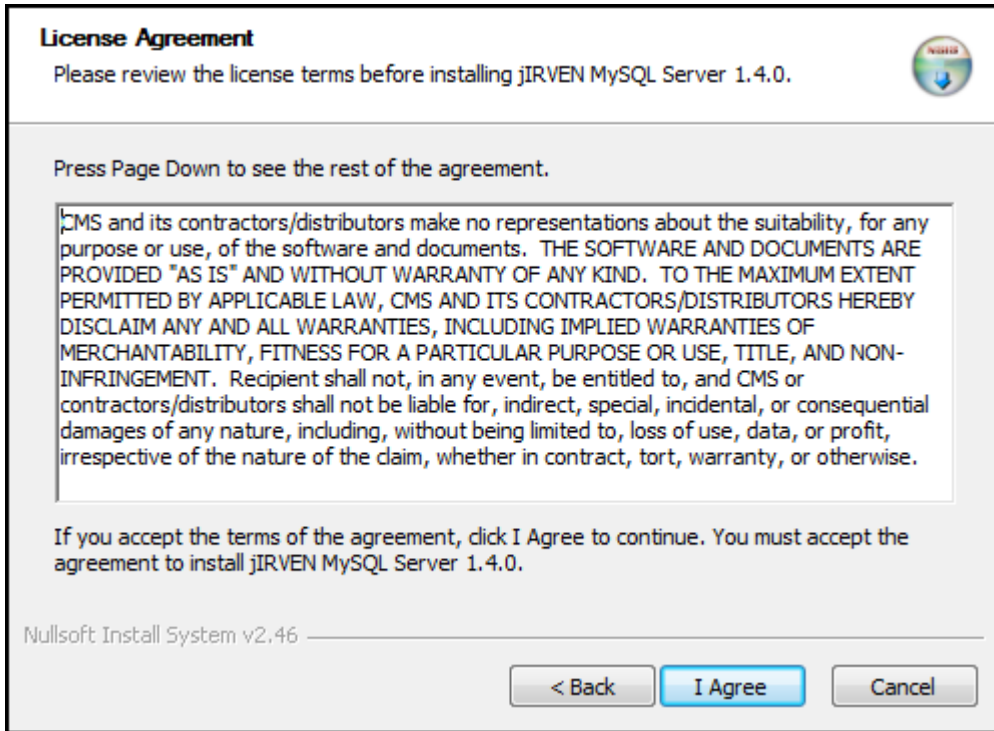 License Agreement
Please review the license terms before installing jIRVEN MySQL Server 1.4.0.
NSIS
Press Page Down to see the rest of the agreement.
CMS and its contractors/distributors make no representations about the suitability, for any
purpose or use, of the software and documents.  THE SOFTWARE AND DOCUMENTS ARE
PROVIDED "AS IS" AND WITHOUT WARRANTY OF ANY KIND.  TO THE MAXIMUM EXTENT
PERMITTED BY APPLICABLE LAW, CMS AND ITS CONTRACTORS/DISTRIBUTORS HEREBY
DISCLAIM ANY AND ALL WARRANTIES, INCLUDING IMPLIED WARRANTIES OF
MERCHANTABILITY, FITNESS FOR A PARTICULAR PURPOSE OR USE, TITLE, AND NON-
INFRINGEMENT.  Recipient shall not, in any event, be entitled to, and CMS or
contractors/distributors shall not be liable for, indirect, special, incidental, or consequential
damages of any nature, including, without being limited to, loss of use, data, or profit,
irrespective of the nature of the claim, whether in contract, tort, warranty, or otherwise.
If you accept the terms of the agreement, click I Agree to continue. You must accept the
agreement to install jIRVEN MySQL Server 1.4.0.
Nullsoft Install System v2.46
< Back
I Agree
Cancel